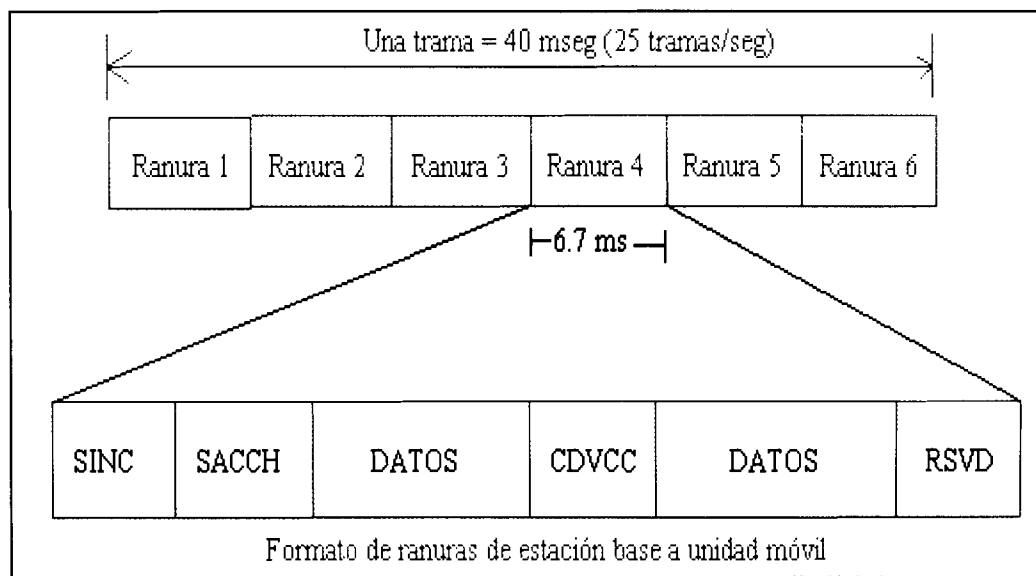 Una trama = 40 mseg (25 tramas/seg)
Ranura 1 Ranura 2 Ranura 3 Ranura 4 Ranura 5 Ranura 6
6.7 ms
SINC SACCH DATOS CDVCC DATOS RSVD
Formato de ranuras de estación base a unidad móvil